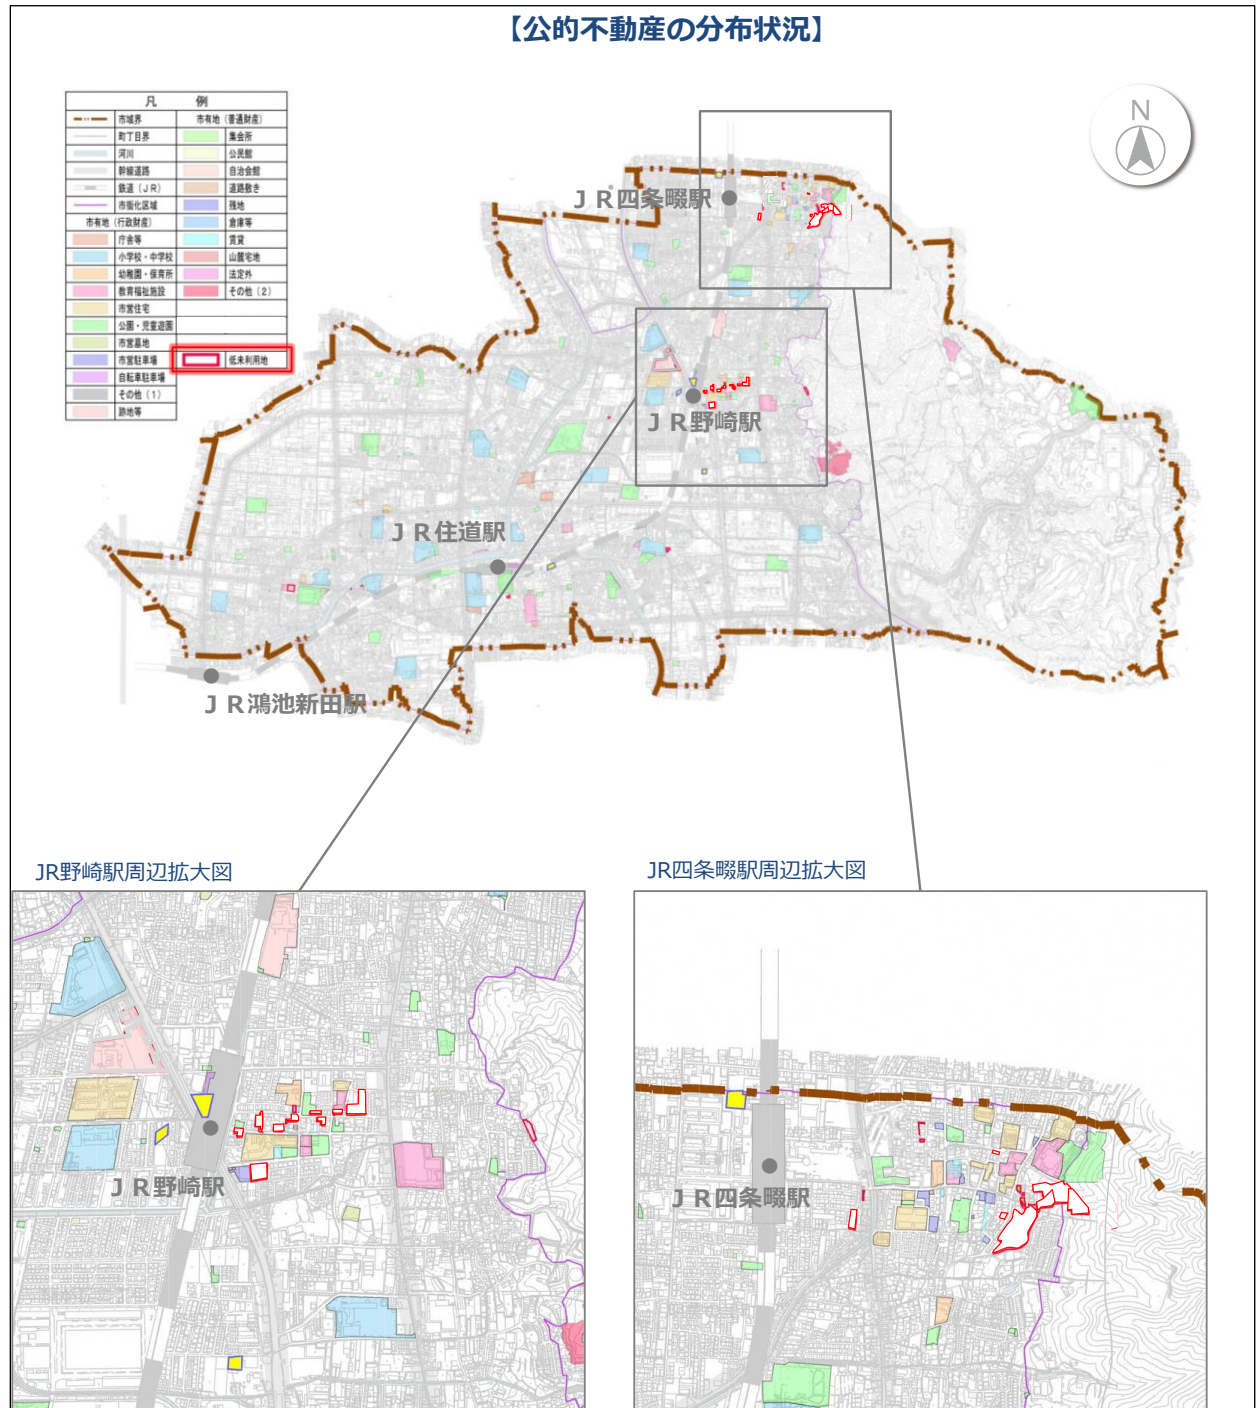 【公的不動産の分布状況】
凡 例
市域界
市有地（普通財産）
町丁目界
集会所
河川
公民館
幹線道路
自治会館
鉄道（ＪＲ）
道路敷き
市街化区域
残地
市有地（行政財産）
倉庫等
庁舎等
賃貸
小学校・中学校
山麓宅地
幼稚園・保育所
法定外
教育福祉施設
その他（２）
市営住宅
公園・児童遊園
市営墓地
市営駐車場
低未利用地
自転車駐車場
その他（１）
跡地等
N
ＪＲ四条畷駅
ＪＲ野崎駅
ＪＲ住道駅
ＪＲ鴻池新田駅
JR野崎駅周辺拡大図
JR四条畷駅周辺拡大図
ＪＲ野崎駅
ＪＲ四条畷駅